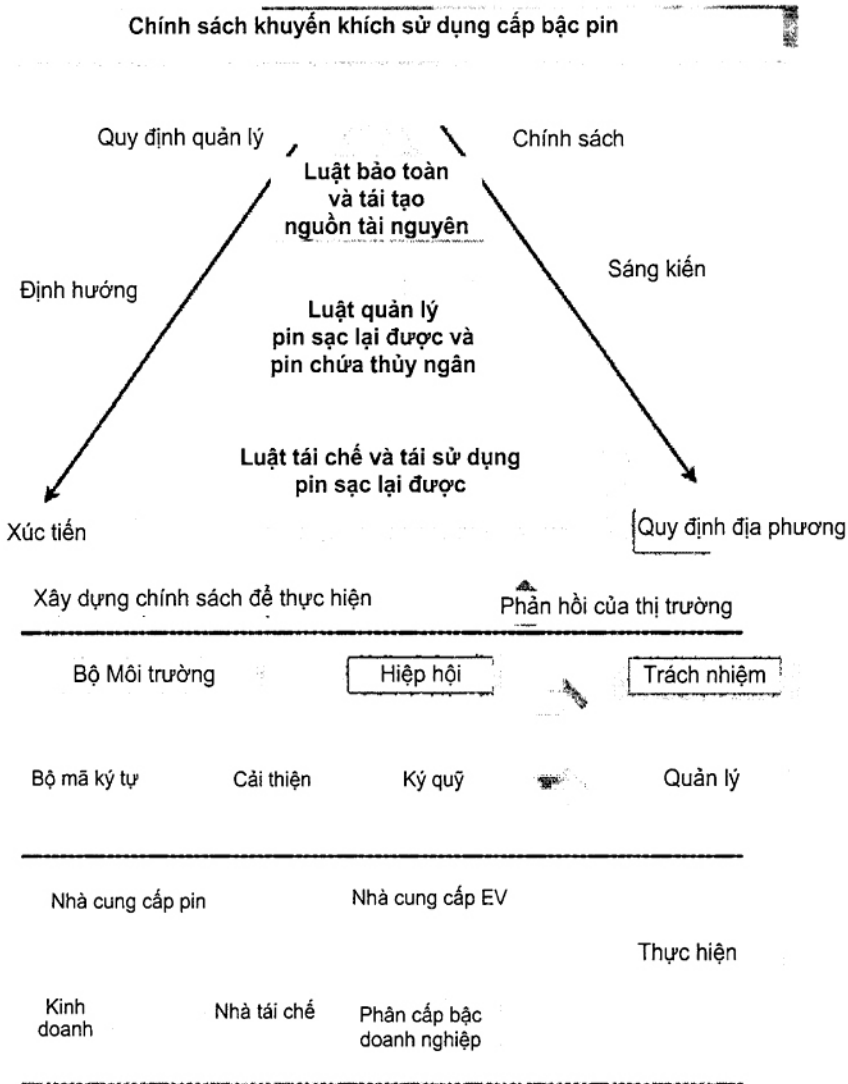 Chính sách khuyến khích sử dụng cấp bậc pin
Quy định quản lý
Chính sách
Luật bảo toàn
và tái tạo
nguồn tài nguyên
Định hướng
Sáng kiến
Luật quản lý
pin sạc lại được và
pin chứa thủy ngân
Luật tái chế và tái sử dụng
pin sạc lại được
Xúc tiến
Quy định địa phương
Xây dựng chính sách để thực hiện
Phản hồi của thị trường
Bộ Môi trường
Hiệp hội
Trách nhiệm
Bộ mã ký tự
Cải thiện
Ký quỹ
Quản lý
Nhà cung cấp pin
Nhà cung cấp EV
Thực hiện
Kinh
doanh
Nhà tái chế
Phân cấp bậc
doanh nghiệp